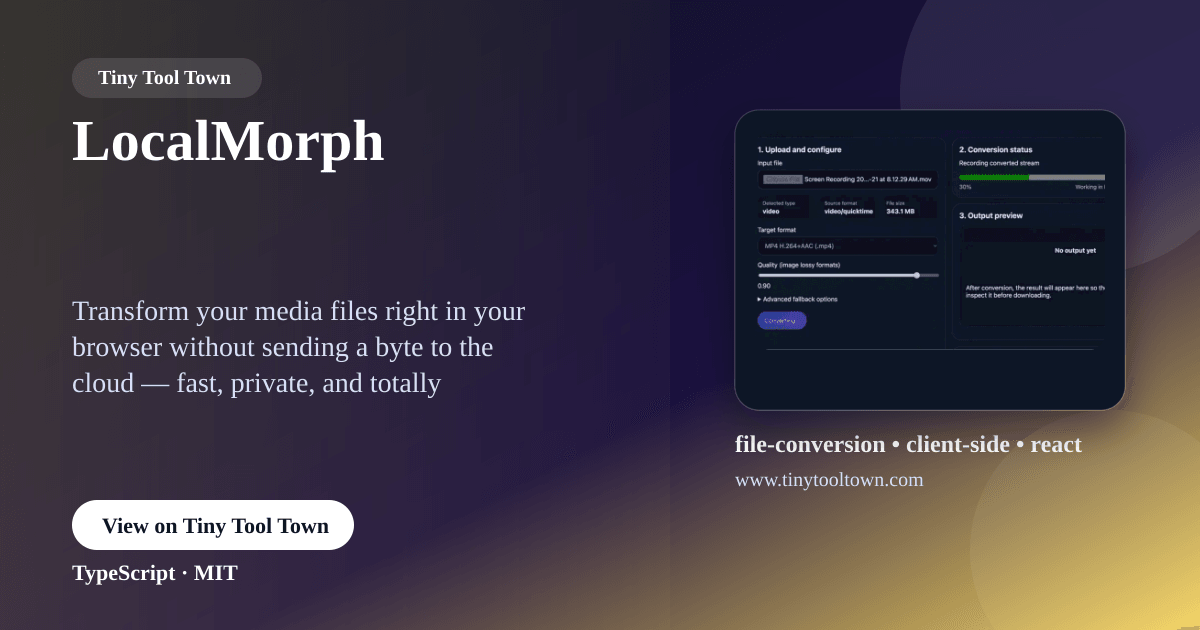 Tiny Tool Town
LocalMorph
Transform your media files right in your
browser without sending a byte to the
cloud — fast, private, and totally
View on Tiny Tool Town
TypeScript · MIT
1. Upload and configure
Input file
Screen Recording 20...-21 at 8.12.29 AM.mov
Detected type
video
Source format
video/quicktime
File size
343.1 MB
Target format
MP4 H.264+AAC (.mp4)
Quality (image lossy formats)
0.90
▸ Advanced fallback options
2. Conversion status
Recording converted stream
30%
Working in
3. Output preview
No output yet
After conversion, the result will appear here so
inspect it before downloading.
file-conversion • client-side • react
www.tinytooltown.com